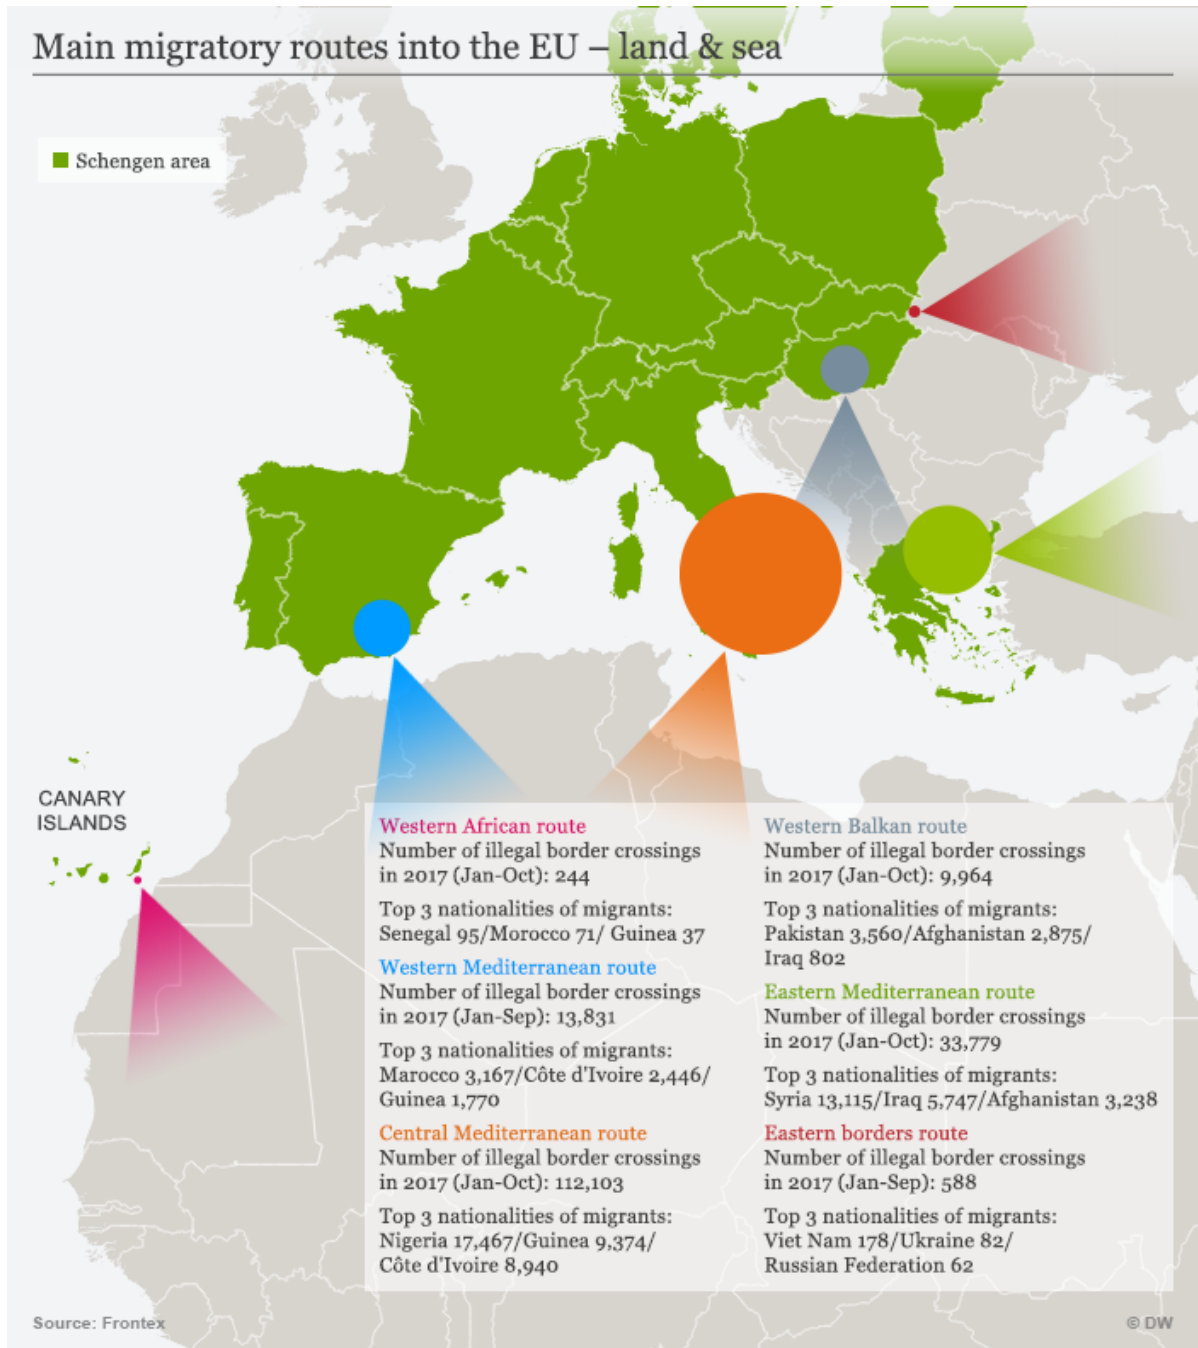 Main migratory routes into the EU – land & sea
Schengen area
CANARY
ISLANDS
Western African route
Number of illegal border crossings
in 2017 (Jan-Oct): 244
Top 3 nationalities of migrants:
Senegal 95/Morocco 71/ Guinea 37
Western Mediterranean route
Number of illegal border crossings
in 2017 (Jan-Sep): 13,831
Top 3 nationalities of migrants:
Marocco 3,167/Côte d'Ivoire 2,446/
Guinea 1,770
Central Mediterranean route
Number of illegal border crossings
in 2017 (Jan-Oct): 112,103
Top 3 nationalities of migrants:
Nigeria 17,467/Guinea 9,374/
Côte d'Ivoire 8,940
Western Balkan route
Number of illegal border crossings
in 2017 (Jan-Oct): 9,964
Top 3 nationalities of migrants:
Pakistan 3,560/Afghanistan 2,875/
Iraq 802
Eastern Mediterranean route
Number of illegal border crossings
in 2017 (Jan-Oct): 33,779
Top 3 nationalities of migrants:
Syria 13,115/Iraq 5,747/Afghanistan 3,238
Eastern borders route
Number of illegal border crossings
in 2017 (Jan-Sep): 588
Top 3 nationalities of migrants:
Viet Nam 178/Ukraine 82/
Russian Federation 62
Source: Frontex
© DW